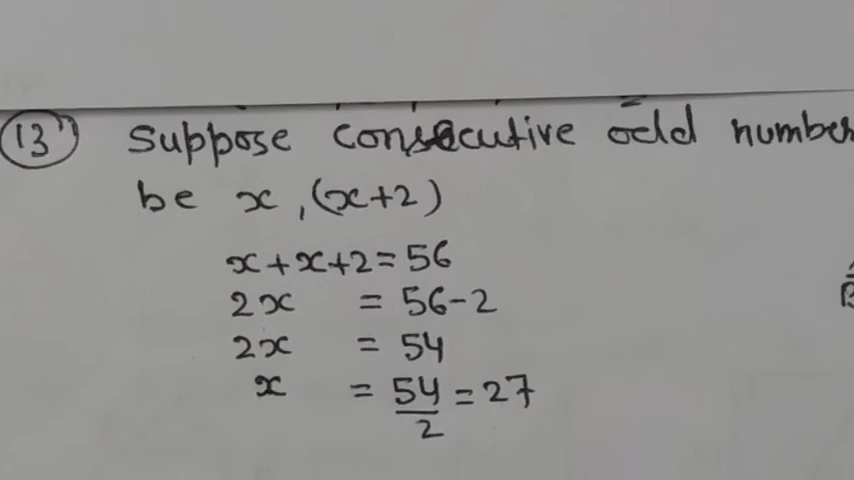 (13) Suppose consecutive odd number
be x, (x+2)
x+x+2=56
2x = 56-2
2x = 54
x = 54/2 = 27